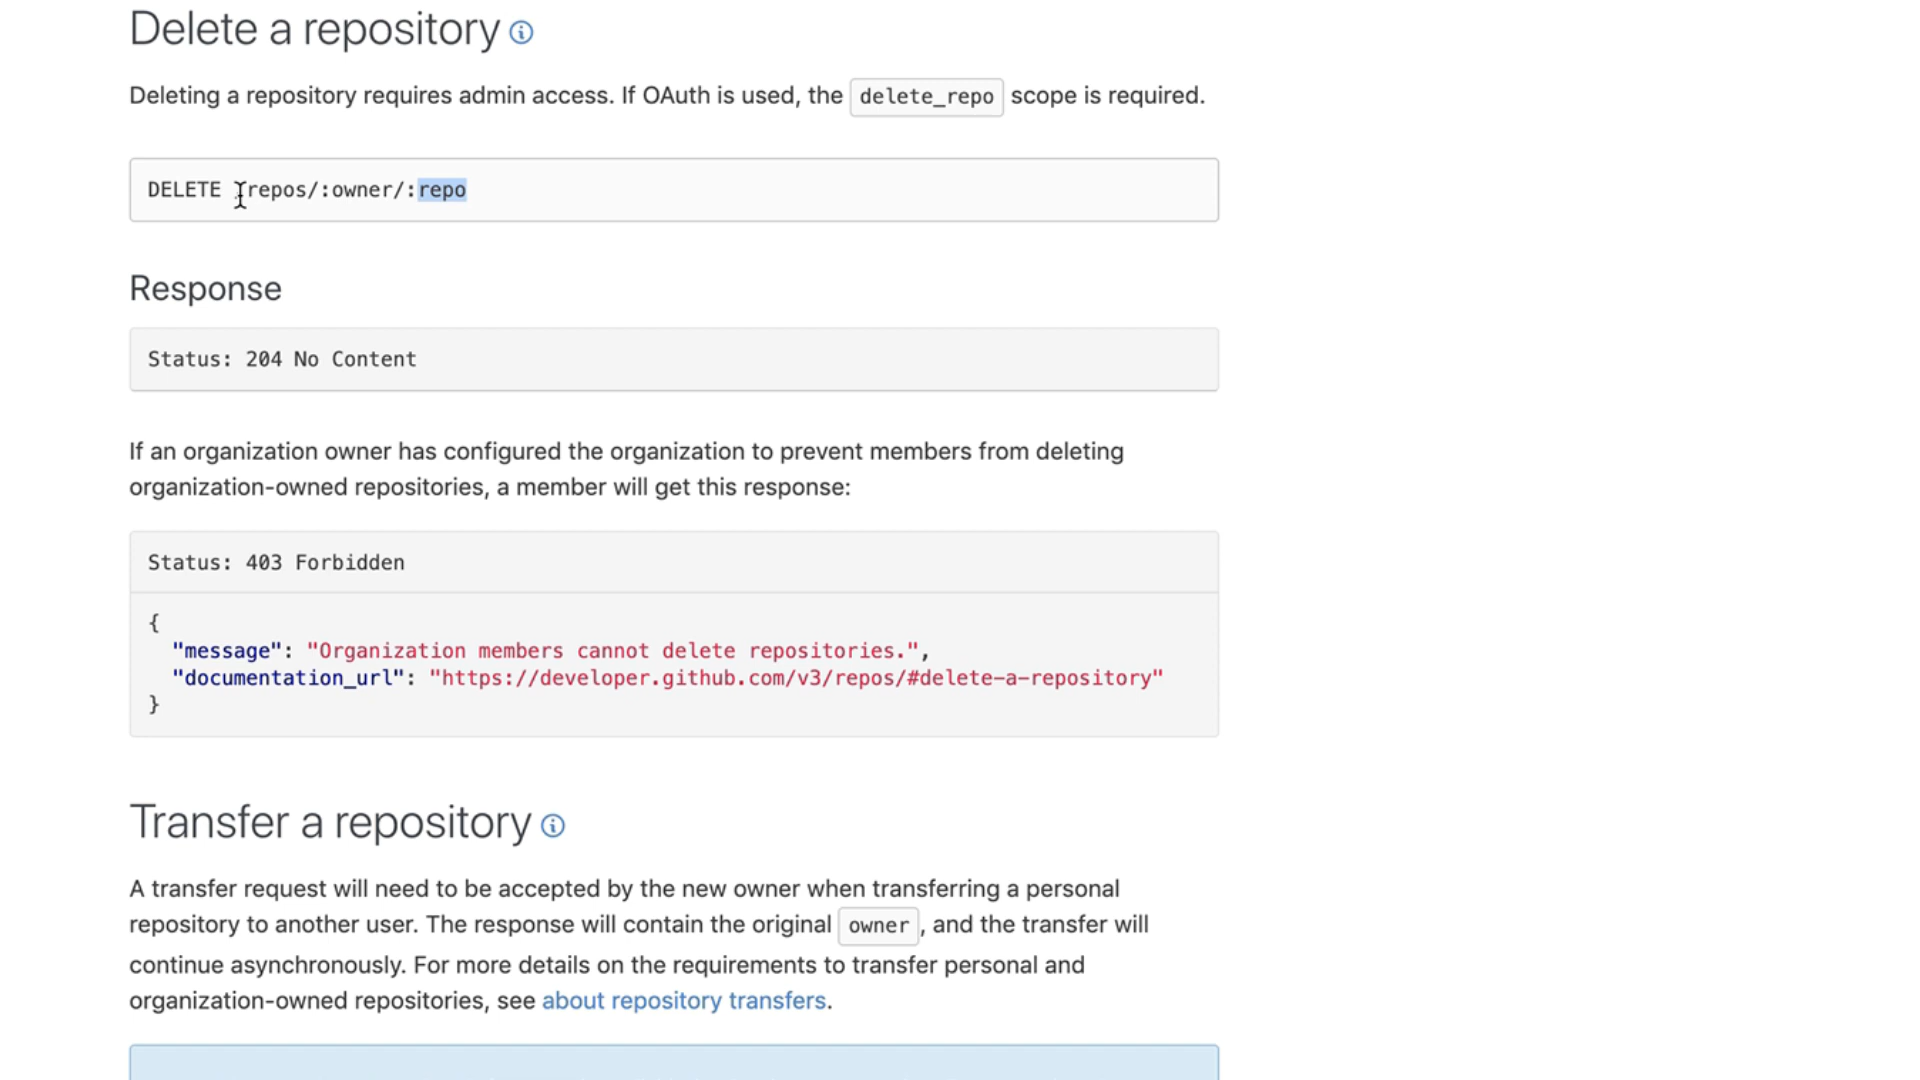 Delete a repository
Deleting a repository requires admin access. If OAuth is used, the delete_repo scope is required.
DELETE /repos/:owner/:repo
Response
Status: 204 No Content
If an organization owner has configured the organization to prevent members from deleting
organization-owned repositories, a member will get this response:
Status: 403 Forbidden
{
"message": "Organization members cannot delete repositories.",
"documentation_url": "https://developer.github.com/v3/repos/#delete-a-repository"
}
Transfer a repository
A transfer request will need to be accepted by the new owner when transferring a personal
repository to another user. The response will contain the original owner, and the transfer will
continue asynchronously. For more details on the requirements to transfer personal and
organization-owned repositories, see about repository transfers.